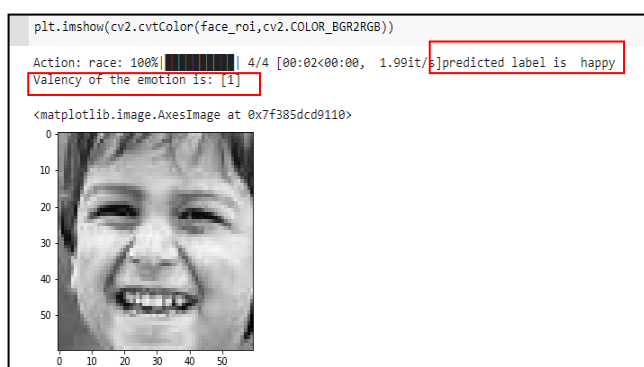 plt.imshow(cv2.cvtColor(face_roi,cv2.COLOR_BGR2RGB))
Action: race: 100%|██████████| 4/4 [00:02<00:00,  1.99it/s]predicted label is  happy
Valency of the emotion is: [1]
<matplotlib.image.AxesImage at 0x7f385dcd9110>
0
10
20
30
40
50
0 10 20 30 40 50